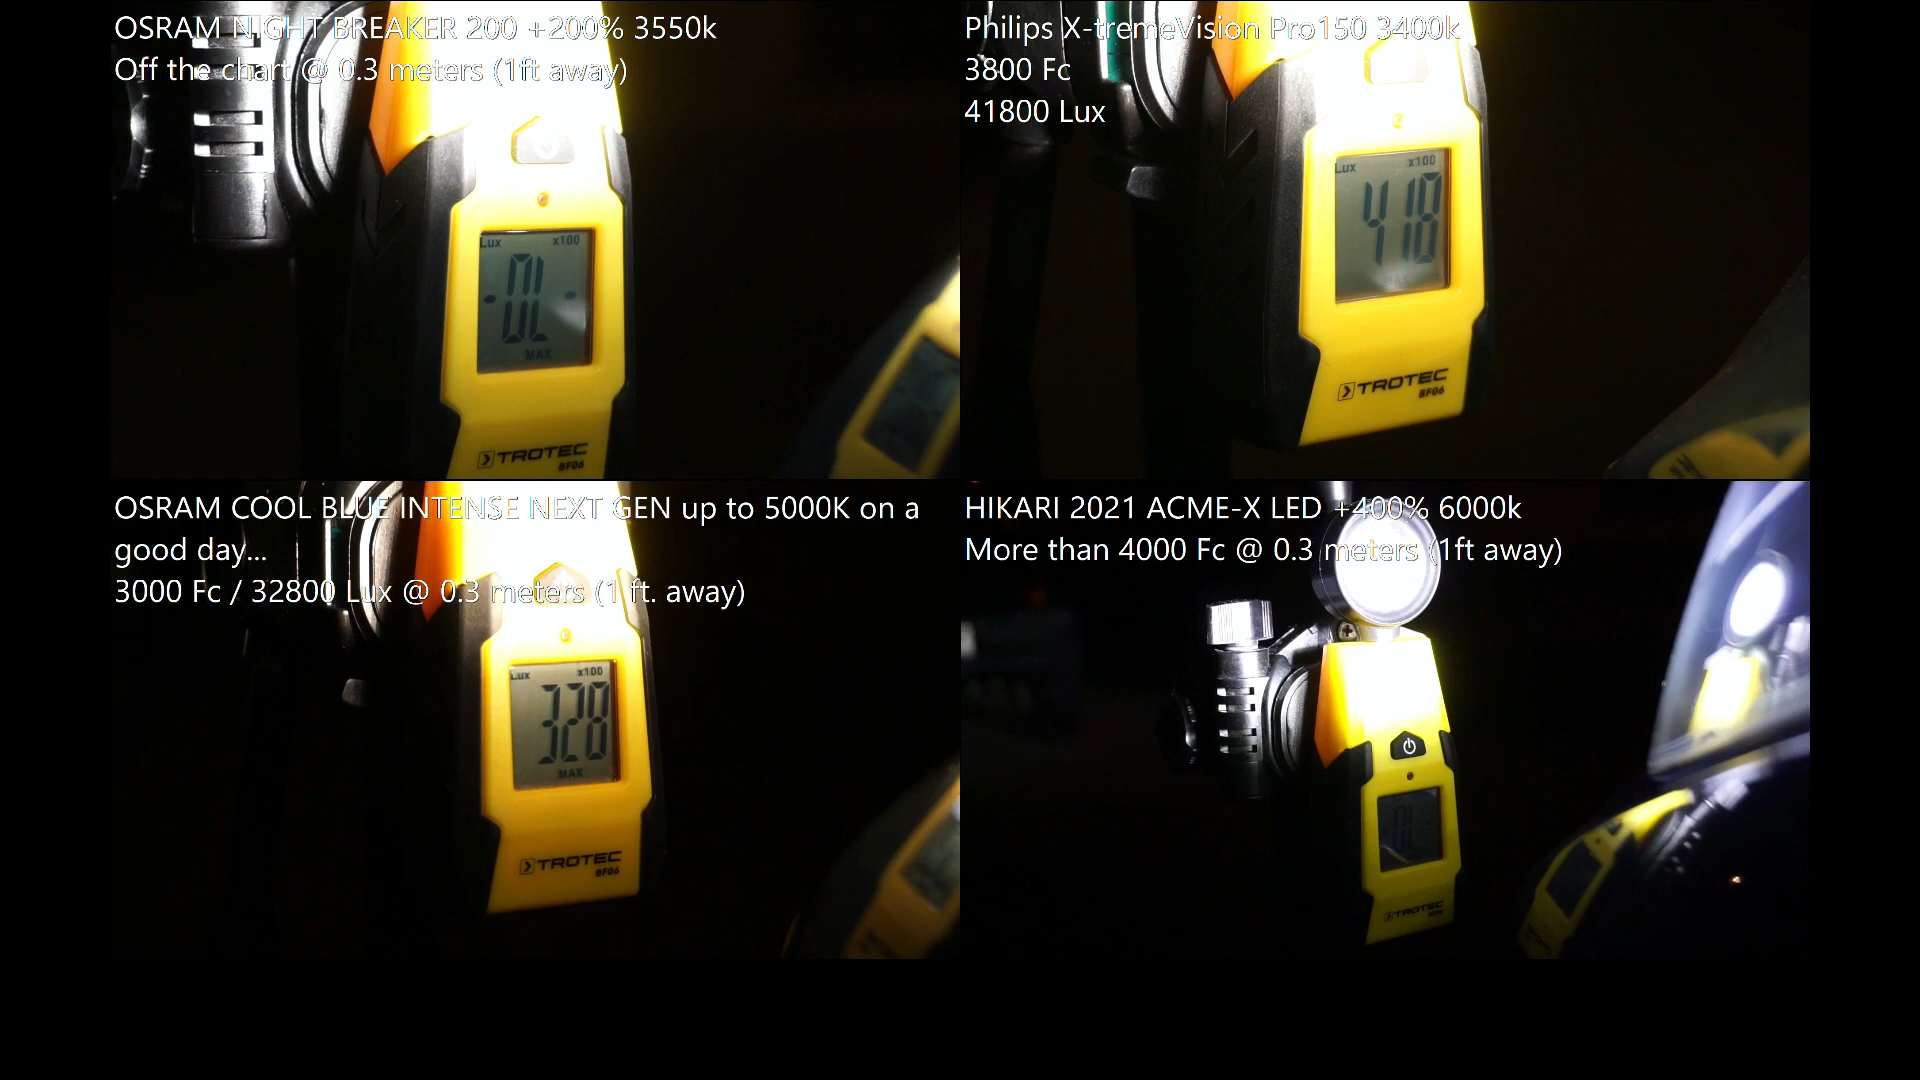 OSRAM NIGHT BREAKER 200 +200% 3550k
Off the chart @ 0.3 meters (1ft away)
Lux x100
OL
MAX
TROTEC
BF06
Philips X-tremeVision Pro150 3400k
3800 Fc
41800 Lux
Lux x100
418
MAX
TROTEC
BF06
OSRAM COOL BLUE INTENSE NEXT GEN up to 5000K on a
good day...
3000 Fc / 32800 Lux @ 0.3 meters (1 ft. away)
Lux x100
328
MAX
TROTEC
BF06
HIKARI 2021 ACME-X LED +400% 6000k
More than 4000 Fc @ 0.3 meters (1ft away)
OL
TROTEC
BF06